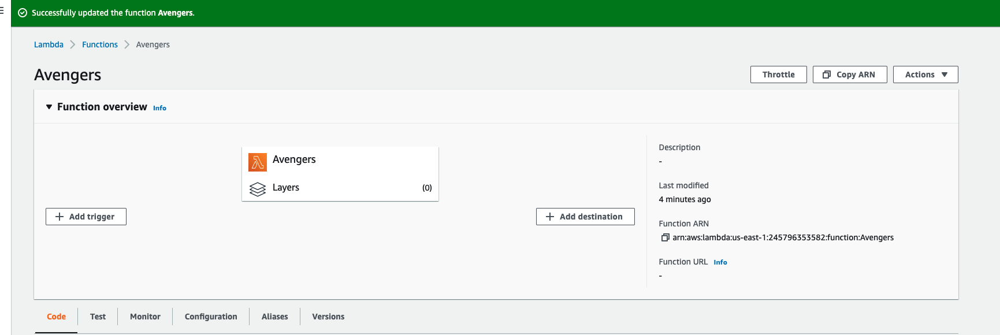 Successfully updated the function Avengers.
Lambda > Functions > Avengers
Avengers
Throttle
Copy ARN
Actions
Function overview Info
Avengers
Layers (0)
Add trigger
Add destination
Description
-
Last modified
4 minutes ago
Function ARN
arn:aws:lambda:us-east-1:245796353582:function:Avengers
Function URL Info
-
Code Test Monitor Configuration Aliases Versions